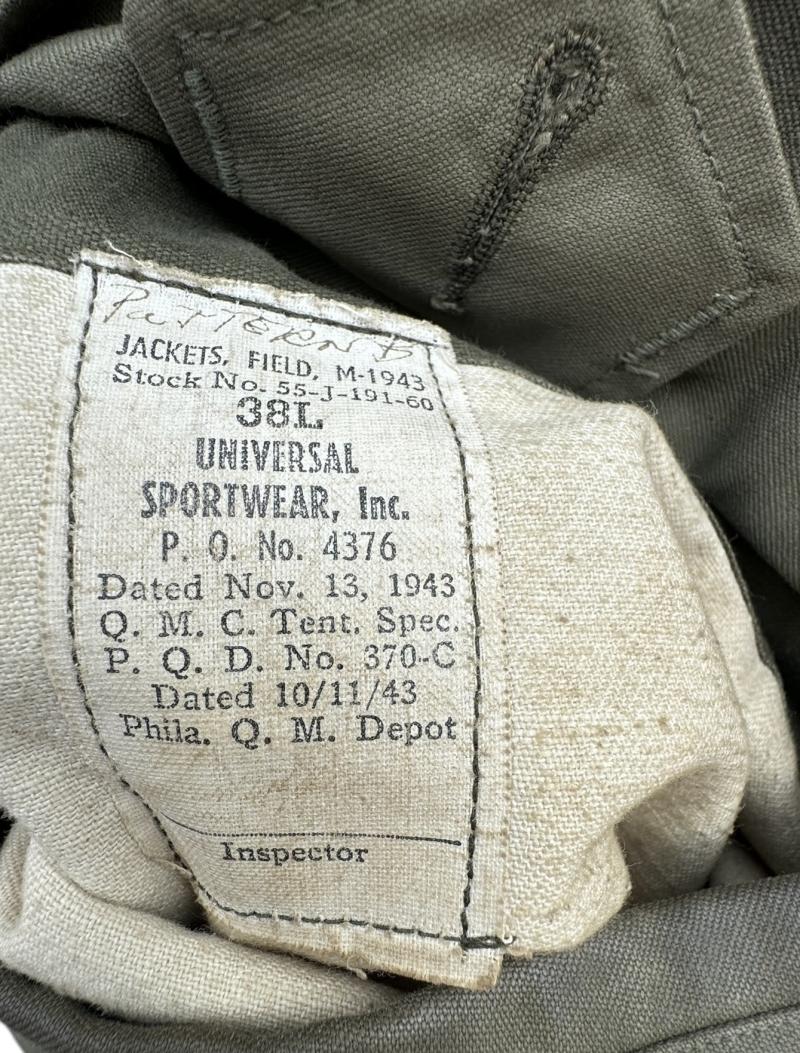 PATTERN B
JACKETS, FIELD, M-1943
Stock No. 55-J-191-60
38L
UNIVERSAL
SPORTWEAR, Inc.
P. O. No. 4376
Dated Nov. 13, 1943
Q. M. C. Tent. Spec.
P. Q. D. No. 370-C
Dated 10/11/43
Phila. Q. M. Depot
Inspector